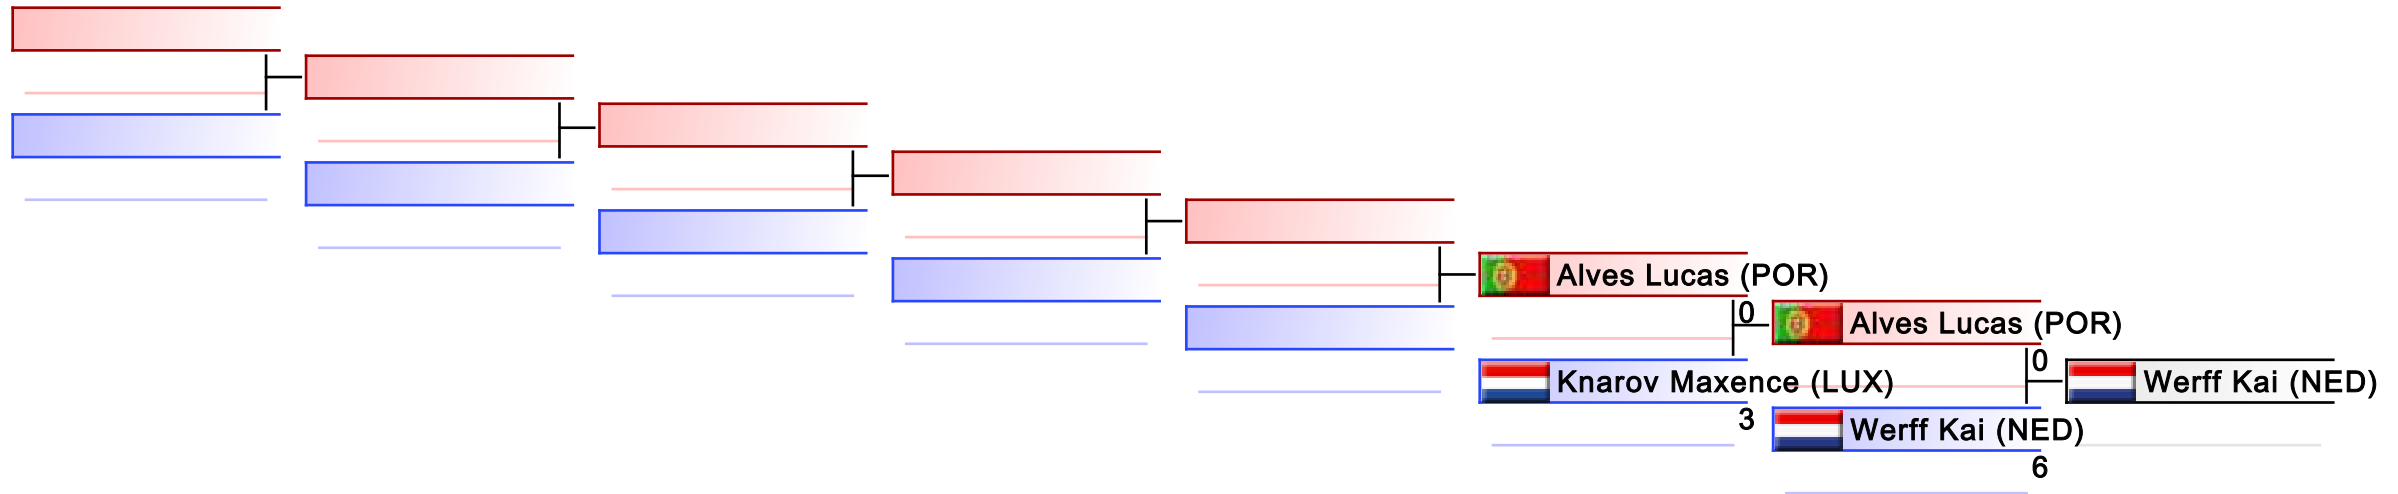 Alves Lucas (POR)
0
Knarov Maxence (LUX)
3
Alves Lucas (POR)
0
Werff Kai (NED)
6
Werff Kai (NED)